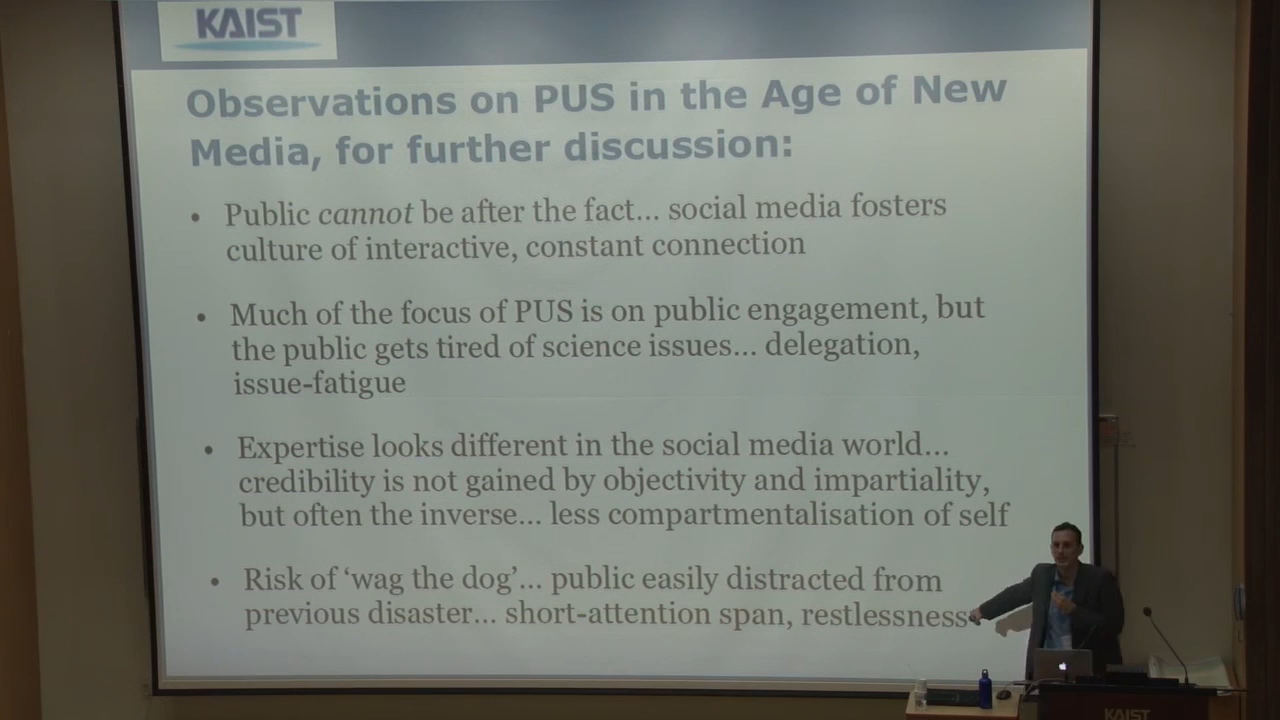 KAIST
Observations on PUS in the Age of New
Media, for further discussion:
• Public cannot be after the fact... social media fosters
culture of interactive, constant connection
• Much of the focus of PUS is on public engagement, but
the public gets tired of science issues... delegation,
issue-fatigue
• Expertise looks different in the social media world...
credibility is not gained by objectivity and impartiality,
but often the inverse... less compartmentalisation of self
• Risk of ‘wag the dog’... public easily distracted from
previous disaster... short-attention span, restlessness
KAIST